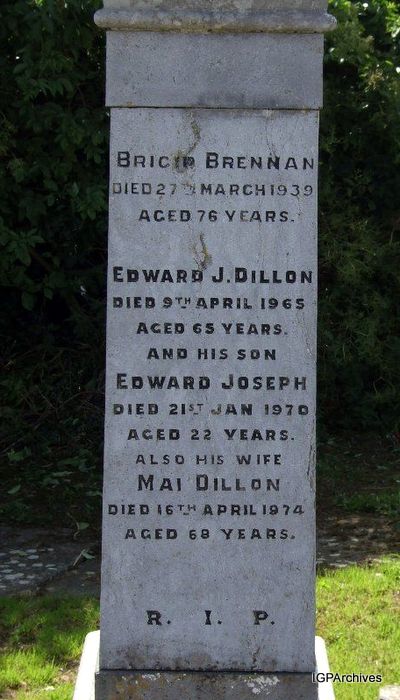 BRIGID BRENNAN
DIED 27TH MARCH 1939
AGED 76 YEARS.
EDWARD J. DILLON
DIED 9TH APRIL 1965
AGED 65 YEARS.
AND HIS SON
EDWARD JOSEPH
DIED 21ST JAN 1970
AGED 22 YEARS.
ALSO HIS WIFE
MAI DILLON
DIED 16TH APRIL 1974
AGED 68 YEARS.
R. I. P.
IGPArchives